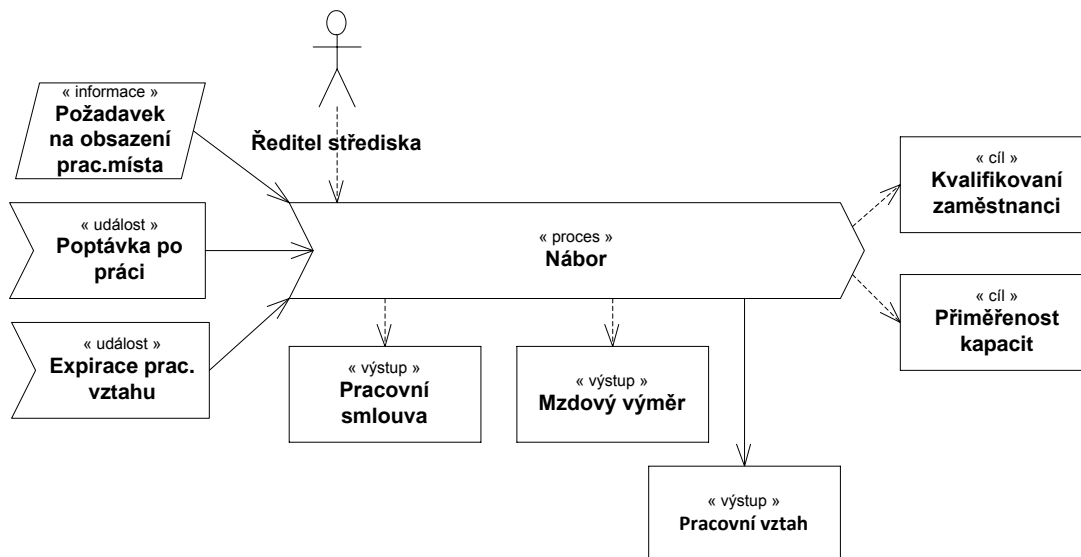 « informace »
Požadavek
na obsazení
prac.místa
Ředitel střediska
« událost »
Poptávka po
práci
« událost »
Expirace prac.
vztahu
« proces »
Nábor
« cíl »
Kvalifikovaní
zaměstnanci
« cíl »
Přiměřenost
kapacit
« výstup »
Pracovní
smlouva
« výstup »
Mzdový výměr
« výstup »
Pracovní vztah